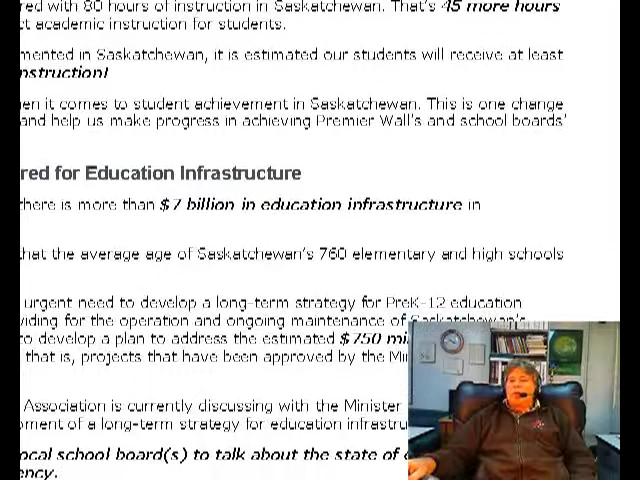 red with 80 hours of instruction in Saskatchewan. That's 45 more hours
ct academic instruction for students.
mented in Saskatchewan, it is estimated our students will receive at least
nstruction!
en it comes to student achievement in Saskatchewan. This is one change
and help us make progress in achieving Premier Wall's and school boards'
red for Education Infrastructure
there is more than $7 billion in education infrastructure in
that the average age of Saskatchewan's 760 elementary and high schools
urgent need to develop a long-term strategy for PreK-12 education
viding for the operation and ongoing maintenance of Saskatchewan's
to develop a plan to address the estimated $750 mi
that is, projects that have been approved by the Mi
Association is currently discussing with the Minister
pment of a long-term strategy for education infrastru
ocal school board(s) to talk about the state of
ency.